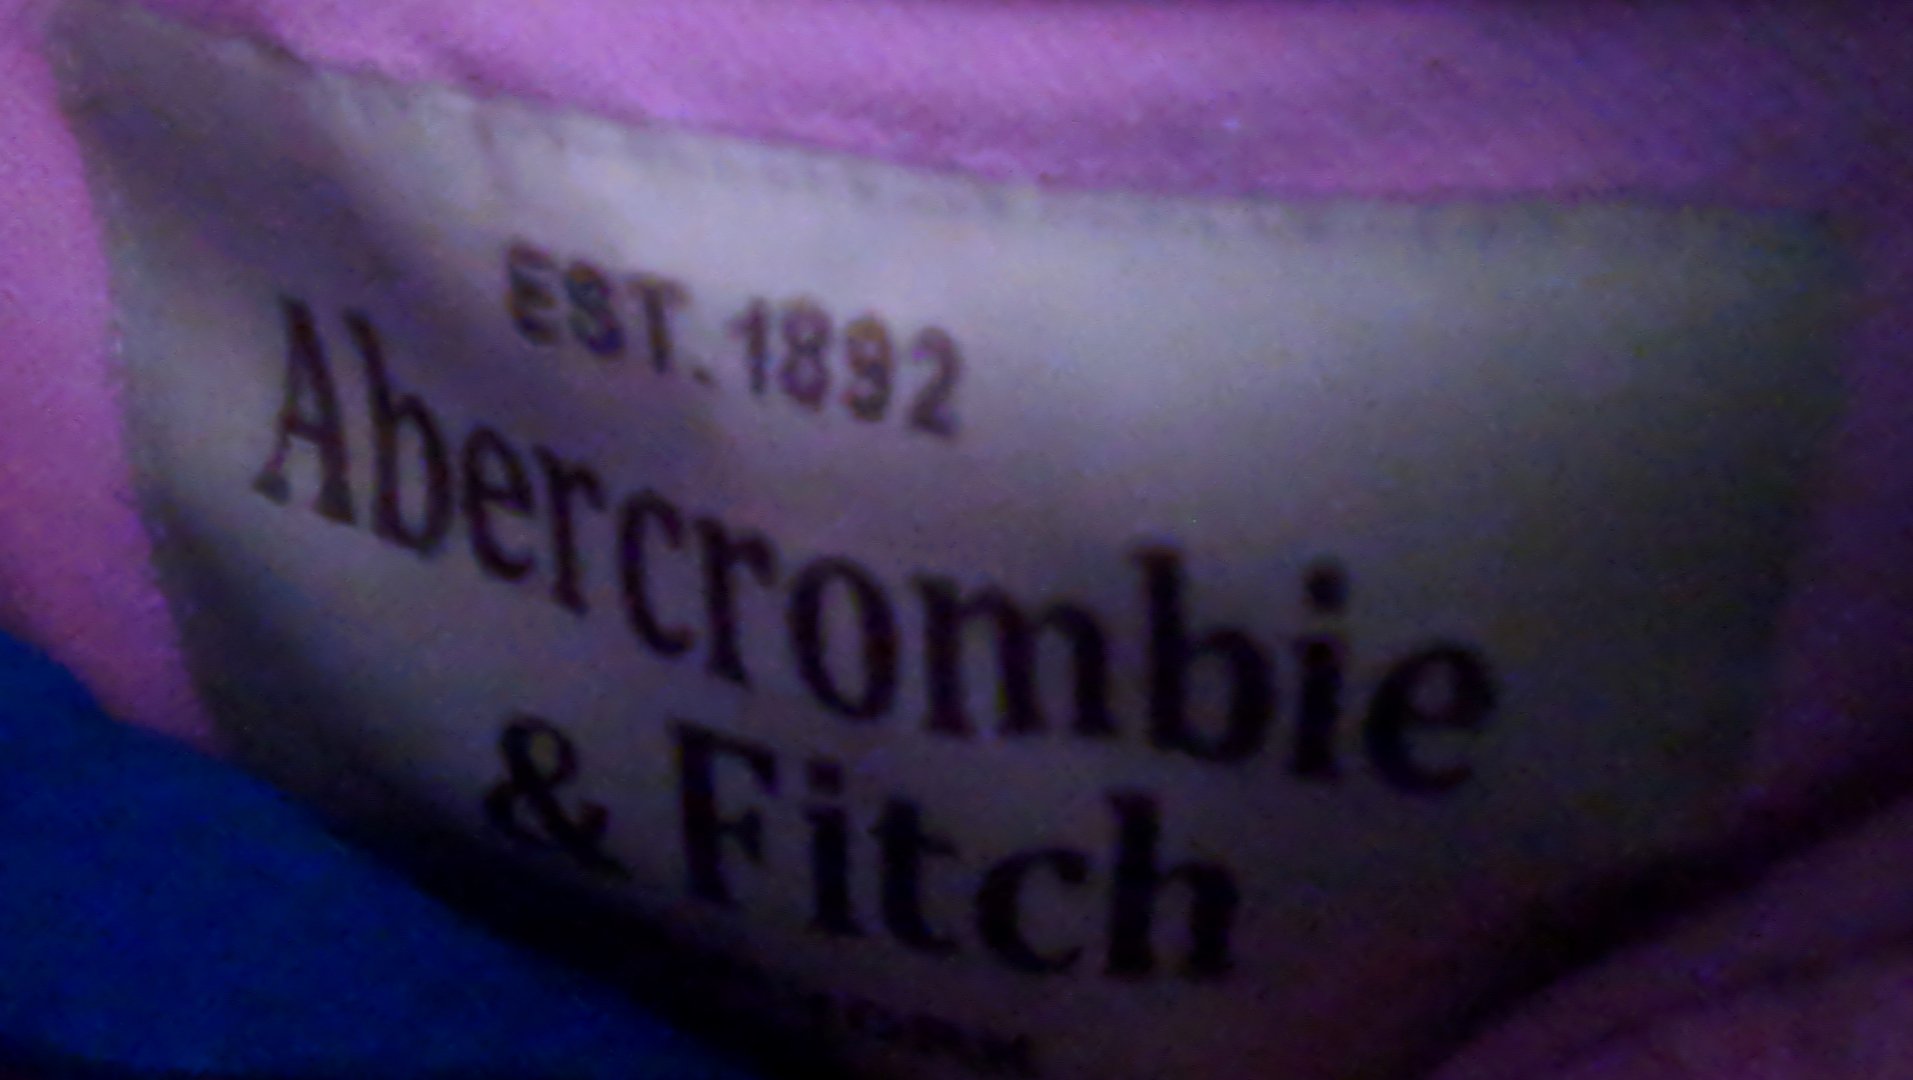 EST. 1892
Abercrombie
& Fitch